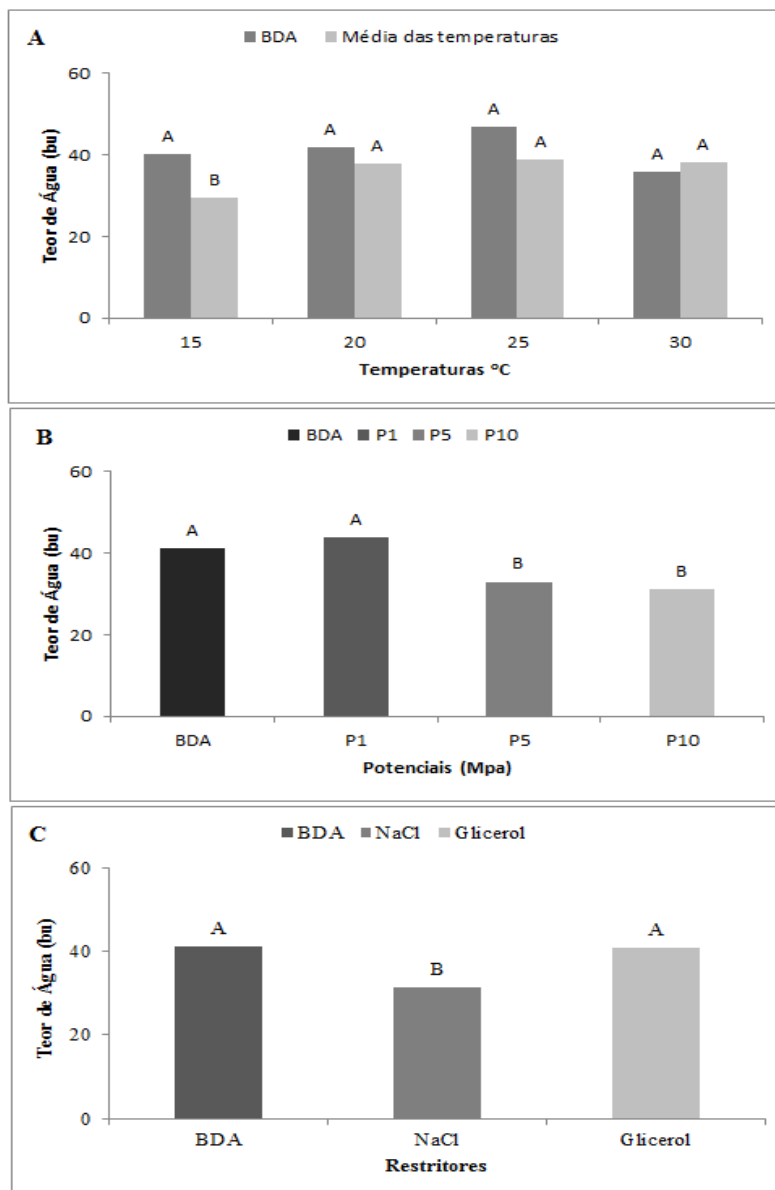 A
BDA Média das temperaturas
60
40
20
0
Teor de Água (bu)
A
B
A
A
A
A
A
A
15 20 25 30
Temperaturas ºC
B
BDA P1 P5 P10
60
40
20
0
Teor de Água (bu)
A
A
B
B
BDA P1 P5 P10
Potenciais (Mpa)
C
BDA NaCl Glicerol
60
40
20
0
Teor de Água (bu)
A
B
A
BDA NaCl Glicerol
Restritores